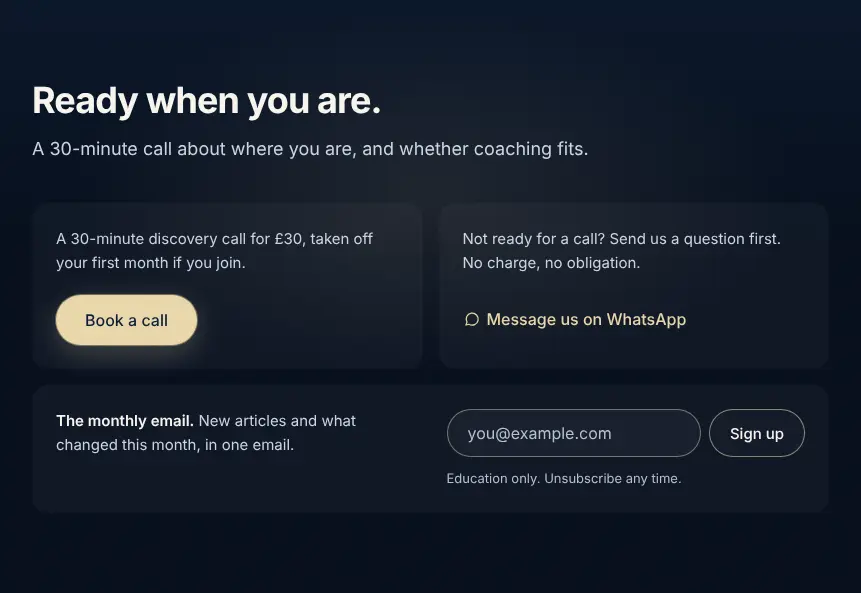 Ready when you are.
A 30-minute call about where you are, and whether coaching fits.
A 30-minute discovery call for £30, taken off
your first month if you join.
Book a call
Not ready for a call? Send us a question first.
No charge, no obligation.
Message us on WhatsApp
The monthly email. New articles and what
changed this month, in one email.
you@example.com
Sign up
Education only. Unsubscribe any time.